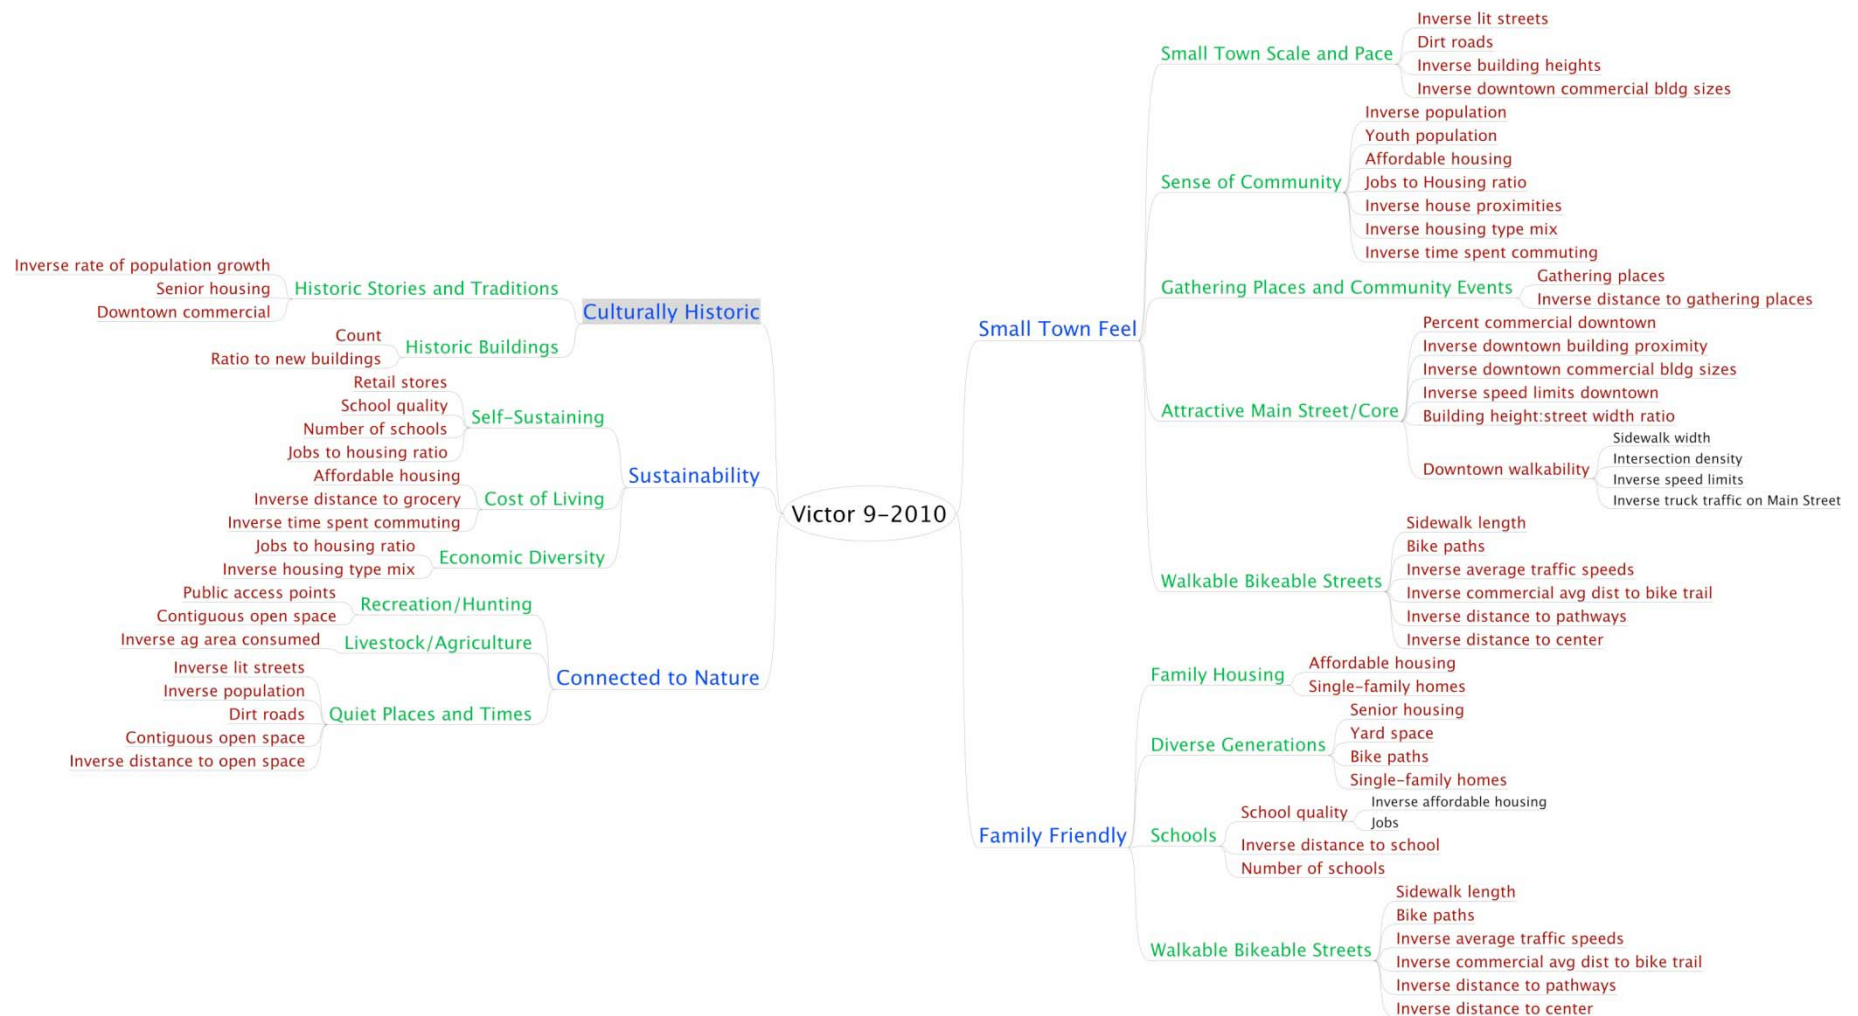 Victor 9-2010
Culturally Historic
Historic Stories and Traditions
Inverse rate of population growth
Senior housing
Downtown commercial
Historic Buildings
Count
Ratio to new buildings
Sustainability
Self-Sustaining
Retail stores
School quality
Number of schools
Jobs to housing ratio
Cost of Living
Affordable housing
Inverse distance to grocery
Inverse time spent commuting
Economic Diversity
Jobs to housing ratio
Inverse housing type mix
Connected to Nature
Recreation/Hunting
Public access points
Contiguous open space
Livestock/Agriculture
Inverse ag area consumed
Quiet Places and Times
Inverse lit streets
Inverse population
Dirt roads
Contiguous open space
Inverse distance to open space
Small Town Feel
Small Town Scale and Pace
Inverse lit streets
Dirt roads
Inverse building heights
Inverse downtown commercial bldg sizes
Sense of Community
Inverse population
Youth population
Affordable housing
Jobs to Housing ratio
Inverse house proximities
Inverse housing type mix
Inverse time spent commuting
Gathering Places and Community Events
Gathering places
Inverse distance to gathering places
Attractive Main Street/Core
Percent commercial downtown
Inverse downtown building proximity
Inverse downtown commercial bldg sizes
Inverse speed limits downtown
Building height:street width ratio
Downtown walkability
Sidewalk width
Intersection density
Inverse speed limits
Inverse truck traffic on Main Street
Walkable Bikeable Streets
Sidewalk length
Bike paths
Inverse average traffic speeds
Inverse commercial avg dist to bike trail
Inverse distance to pathways
Inverse distance to center
Family Friendly
Family Housing
Affordable housing
Single-family homes
Diverse Generations
Senior housing
Yard space
Bike paths
Single-family homes
Schools
School quality
Inverse affordable housing
Jobs
Inverse distance to school
Number of schools
Walkable Bikeable Streets
Sidewalk length
Bike paths
Inverse average traffic speeds
Inverse commercial avg dist to bike trail
Inverse distance to pathways
Inverse distance to center